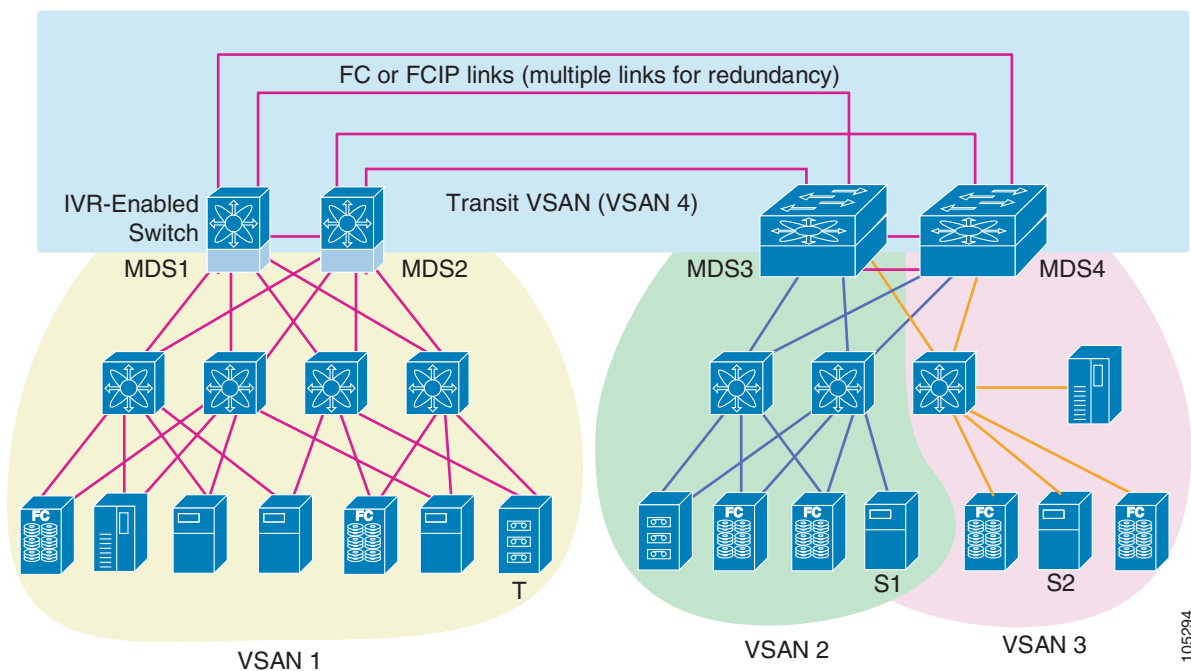 FC or FCIP links (multiple links for redundancy)
IVR-Enabled
Switch
Transit VSAN (VSAN 4)
MDS1
MDS2
MDS3
MDS4
FC
FC
T
FC
FC
S1
FC
S2
FC
VSAN 1
VSAN 2
VSAN 3
105294